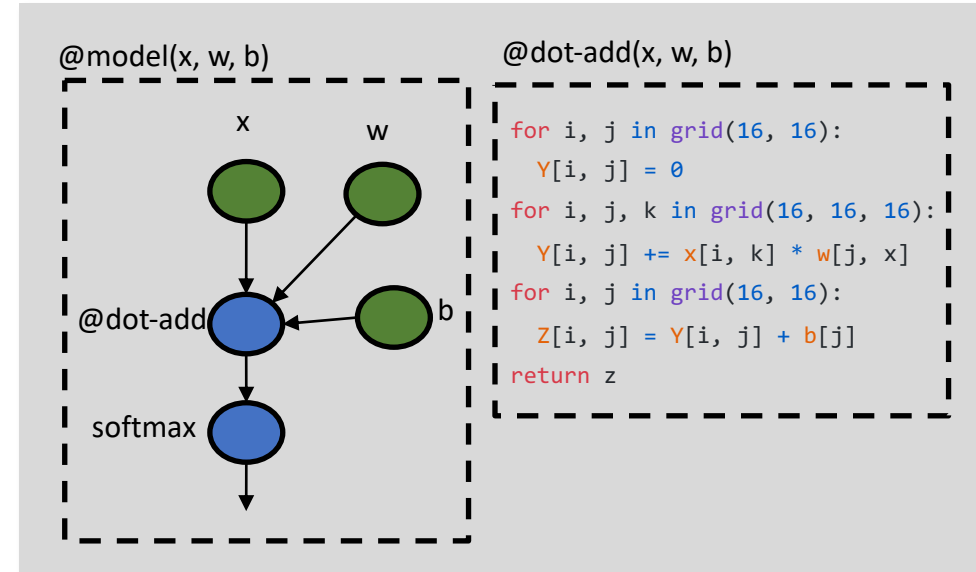 @model(x, w, b)
x
w
@dot-add
b
softmax
@dot-add(x, w, b)
for i, j in grid(16, 16):
Y[i, j] = 0
for i, j, k in grid(16, 16, 16):
Y[i, j] += x[i, k] * w[j, x]
for i, j in grid(16, 16):
Z[i, j] = Y[i, j] + b[j]
return z